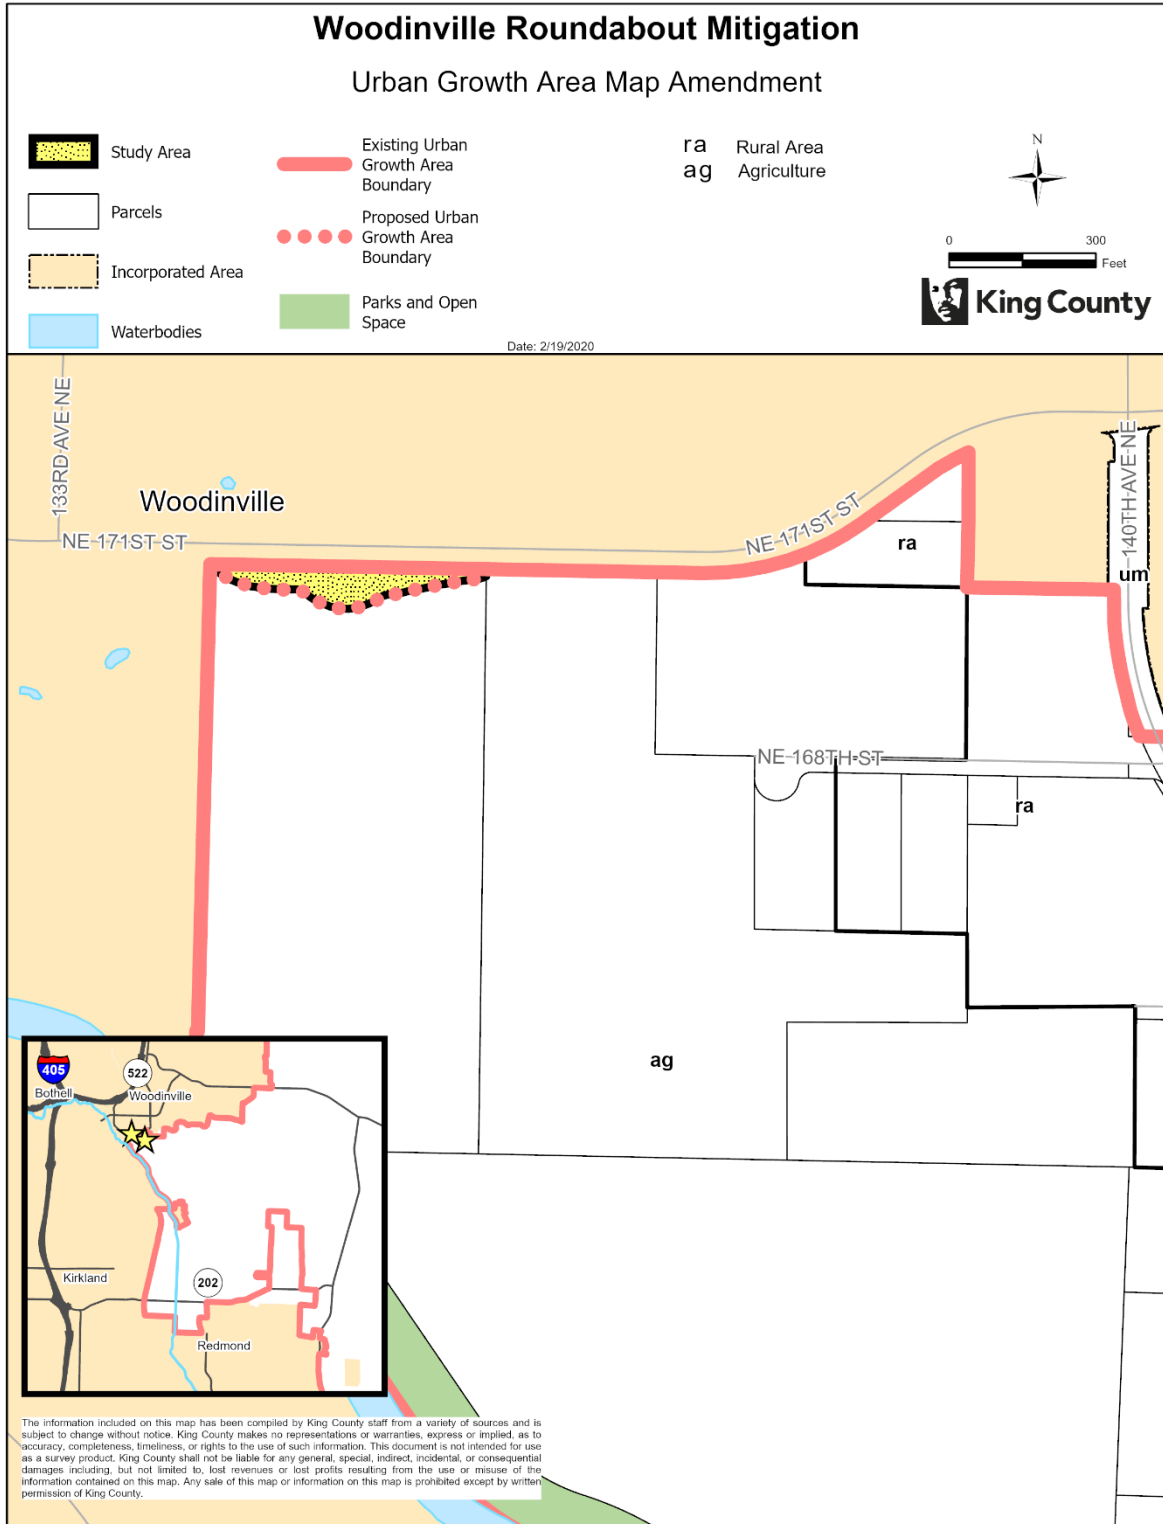 Woodinville Roundabout Mitigation
Urban Growth Area Map Amendment
Study Area
Parcels
Incorporated Area
Waterbodies
Existing Urban
Growth Area
Boundary
Proposed Urban
Growth Area
Boundary
Parks and Open
Space
ra Rural Area
ag Agriculture
N
0 300
Feet
King County
Date: 2/19/2020
133RD AVE NE
Woodinville
NE 171ST ST
NE 171ST ST
140TH AVE NE
ra
um
NE 168TH ST
ra
ag
405
522
Bothell
Woodinville
Kirkland
202
Redmond
The information included on this map has been compiled by King County staff from a variety of sources and is
subject to change without notice. King County makes no representations or warranties, express or implied, as to
accuracy, completeness, timeliness, or rights to the use of such information. This document is not intended for use
as a survey product. King County shall not be liable for any general, special, indirect, incidental, or consequential
damages including, but not limited to, lost revenues or lost profits resulting from the use or misuse of the
information contained on this map. Any sale of this map or information on this map is prohibited except by written
permission of King County.